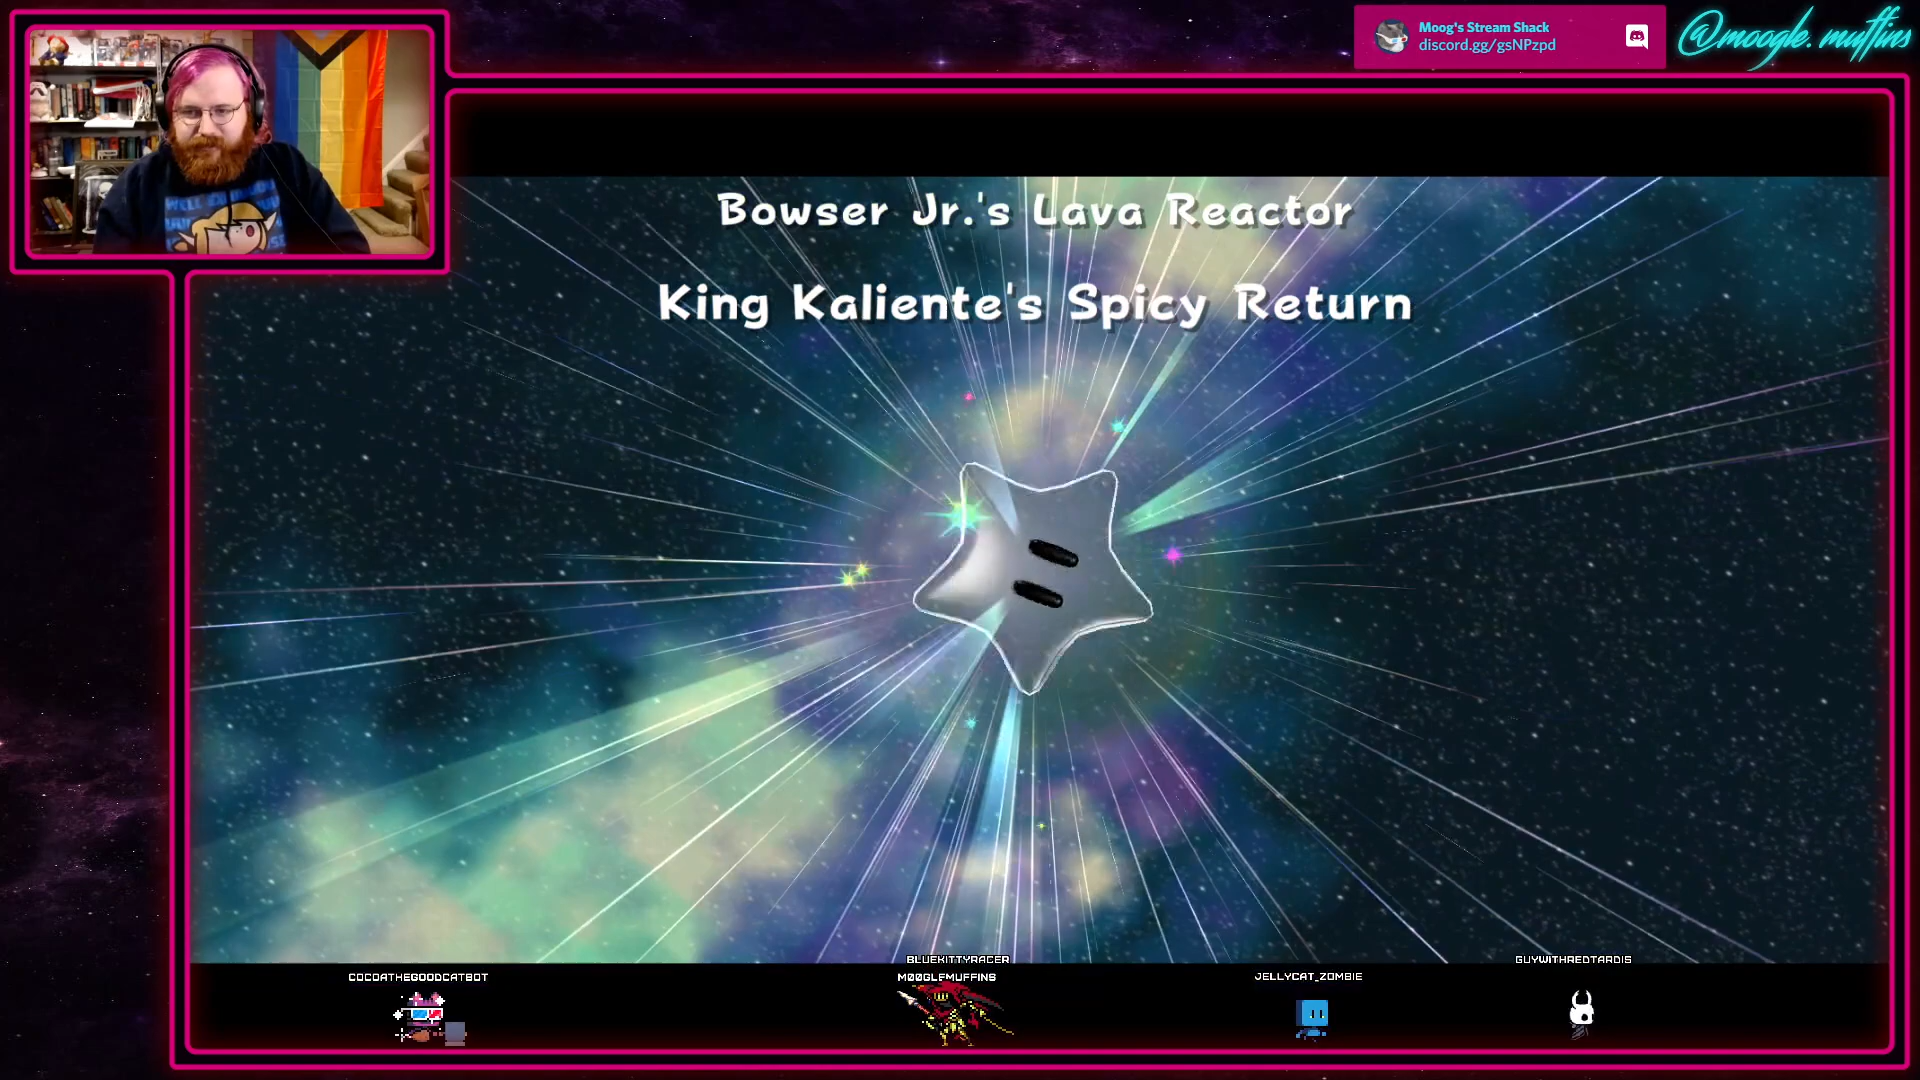 Moog's Stream Shack
discord.gg/gsNPzpd
@moogle.muffins
Bowser Jr.'s Lava Reactor
King Kaliente's Spicy Return
BLUEKITTYRACER
COCOATHEGOODCATBOT
M00GLEMUFFINS
JELLYCAT_ZOMBIE
GUYWITHREDTARDIS